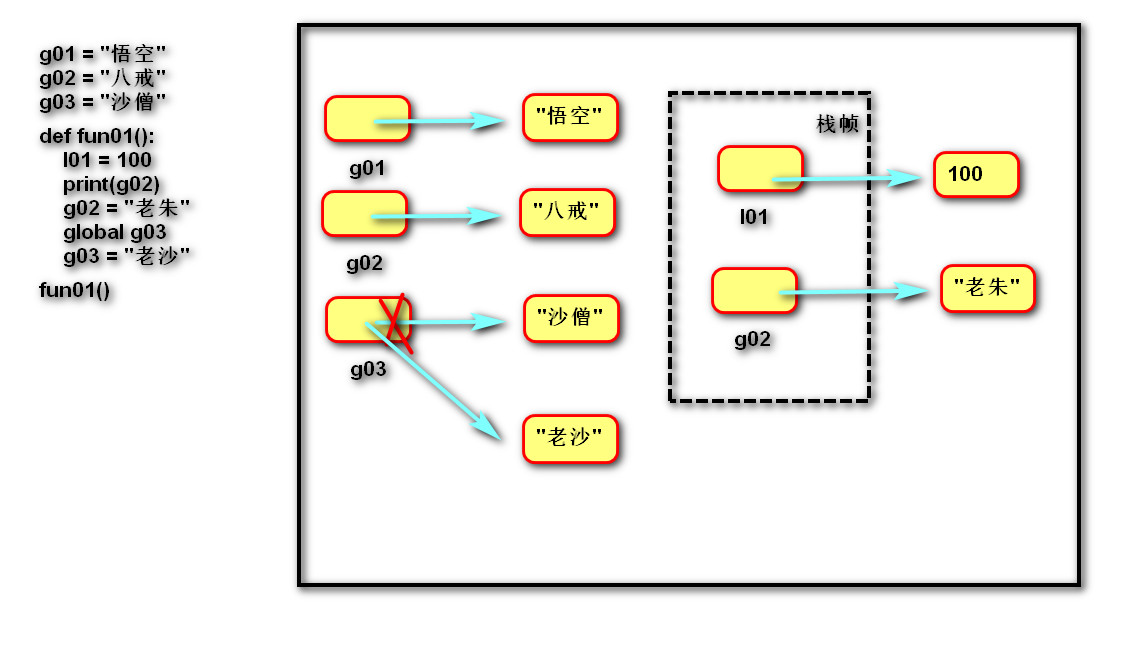 g01 = "悟空"
g02 = "八戒"
g03 = "沙僧"
def fun01():
    l01 = 100
    print(g02)
    g02 = "老朱"
    global g03
    g03 = "老沙"
fun01()
g01
"悟空"
g02
"八戒"
g03
"沙僧"
"老沙"
栈帧
l01
100
g02
"老朱"